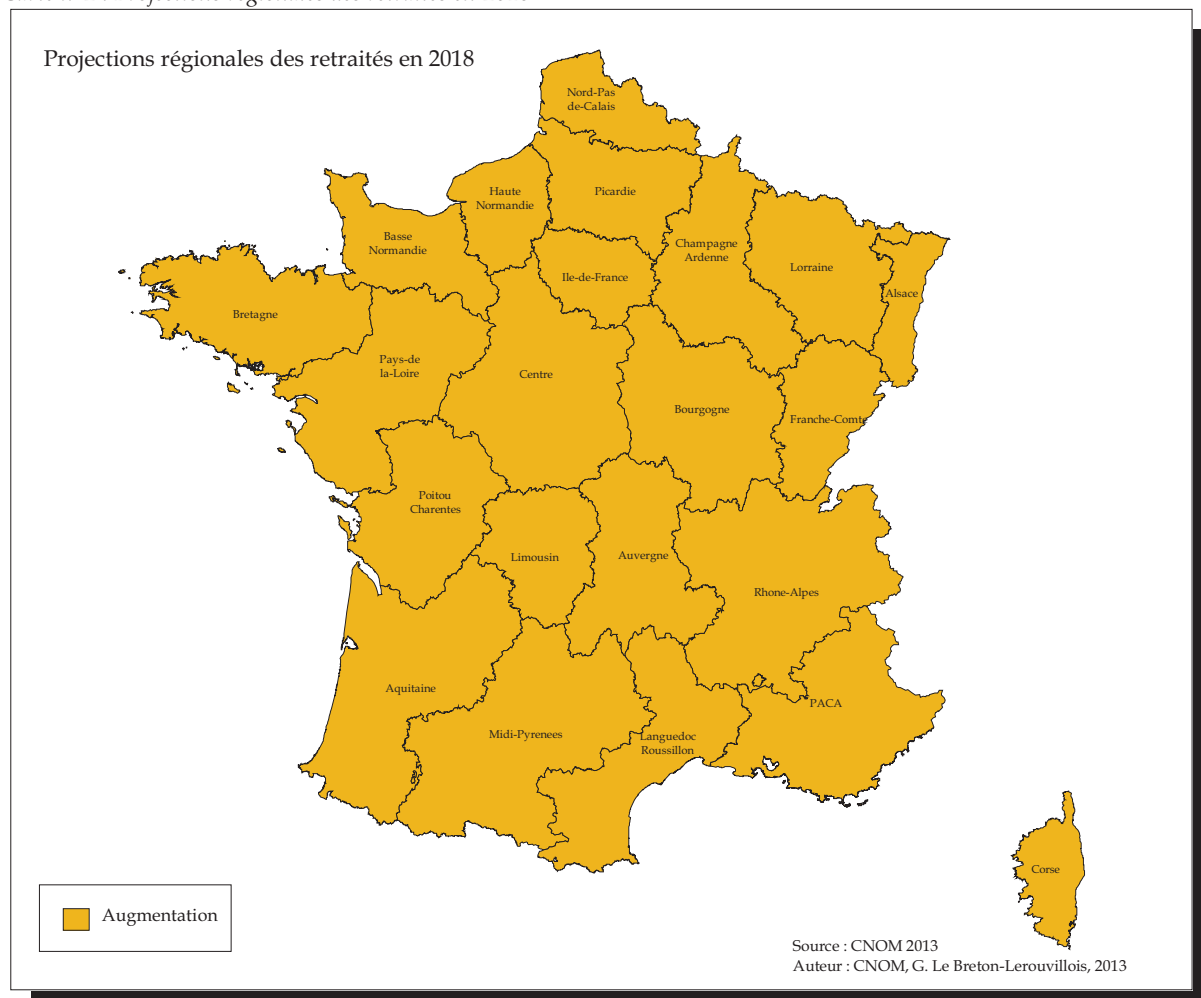 Projections régionales des retraités en 2018
Nord-Pas
de-Calais
Picardie
Haute
Normandie
Basse
Normandie
Champagne
Ardenne
Lorraine
Ile-de-France
Alsace
Bretagne
Pays-de
la-Loire
Centre
Bourgogne
Franche-Comte
Poitou
Charentes
Limousin
Auvergne
Rhone-Alpes
Aquitaine
PACA
Midi-Pyrenees
Languedoc
Roussillon
Corse
Augmentation
Source : CNOM 2013
Auteur : CNOM, G. Le Breton-Lerouvillois, 2013